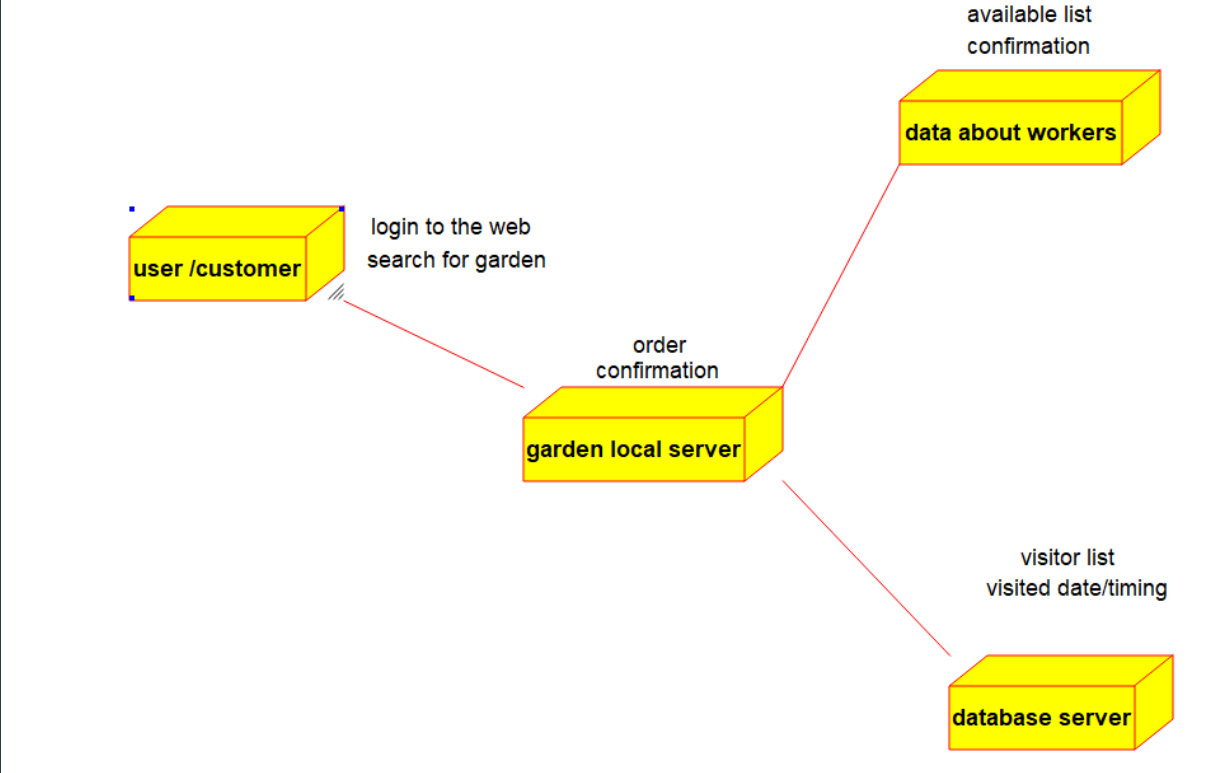 available list
confirmation
data about workers
login to the web
search for garden
user /customer
order
confirmation
garden local server
visitor list
visited date/timing
database server